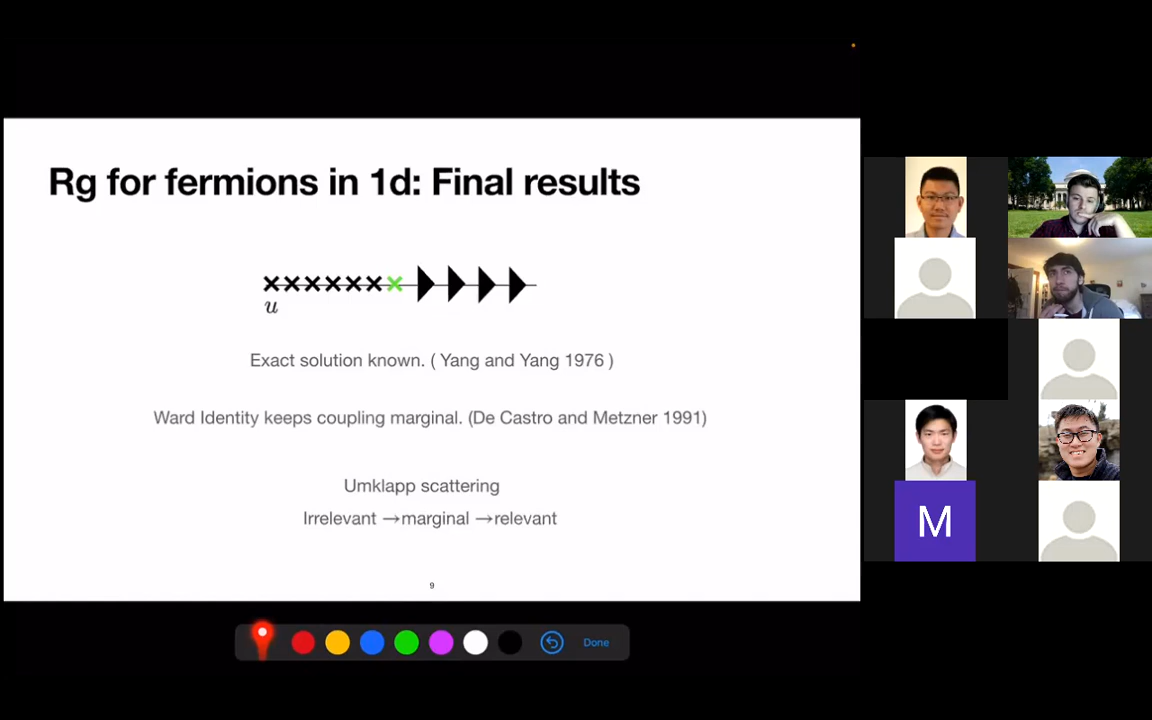 Rg for fermions in 1d: Final results
u
Exact solution known. ( Yang and Yang 1976 )
Ward Identity keeps coupling marginal. (De Castro and Metzner 1991)
Umklapp scattering
Irrelevant →marginal →relevant
9
Done
M